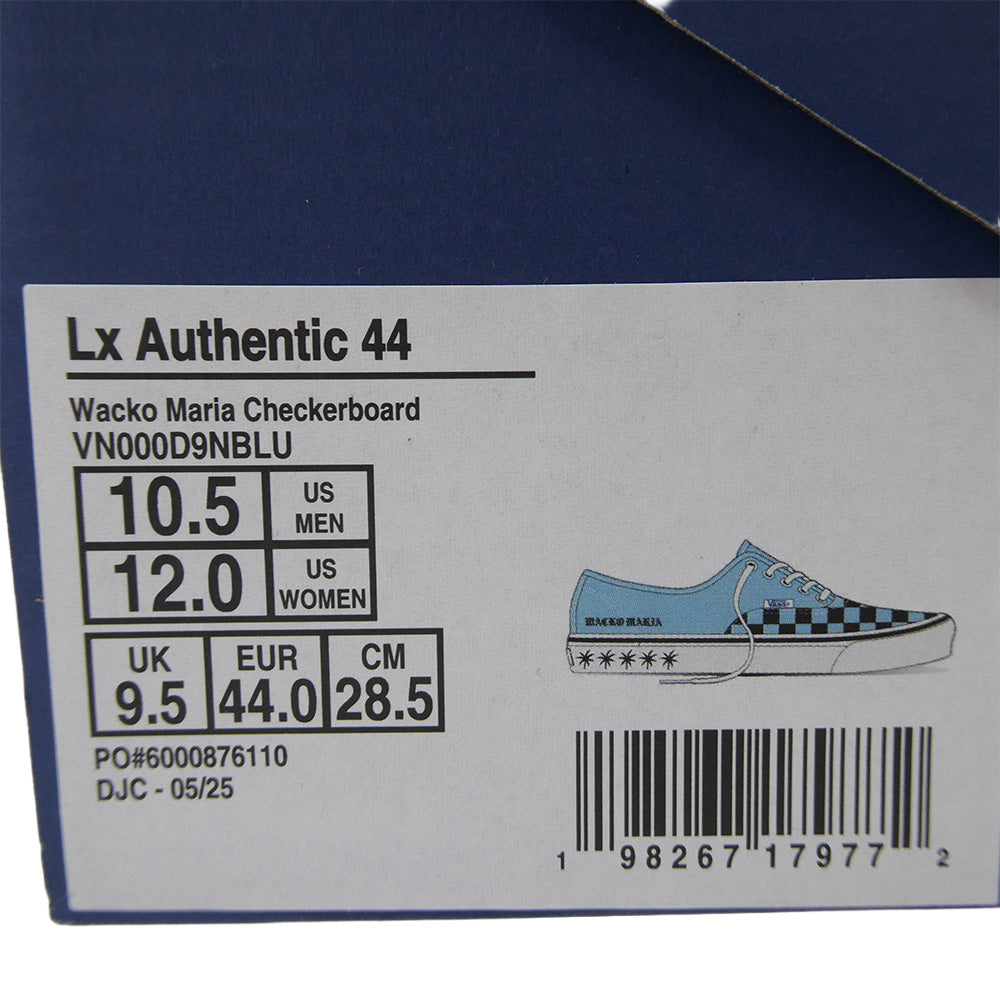 Lx Authentic 44
Wacko Maria Checkerboard
VN000D9NBLU
10.5 US MEN
12.0 US WOMEN
UK EUR CM
9.5 44.0 28.5
PO#6000876110
DJC - 05/25
WACKO MARIA
VANS
1 98267 17977 2